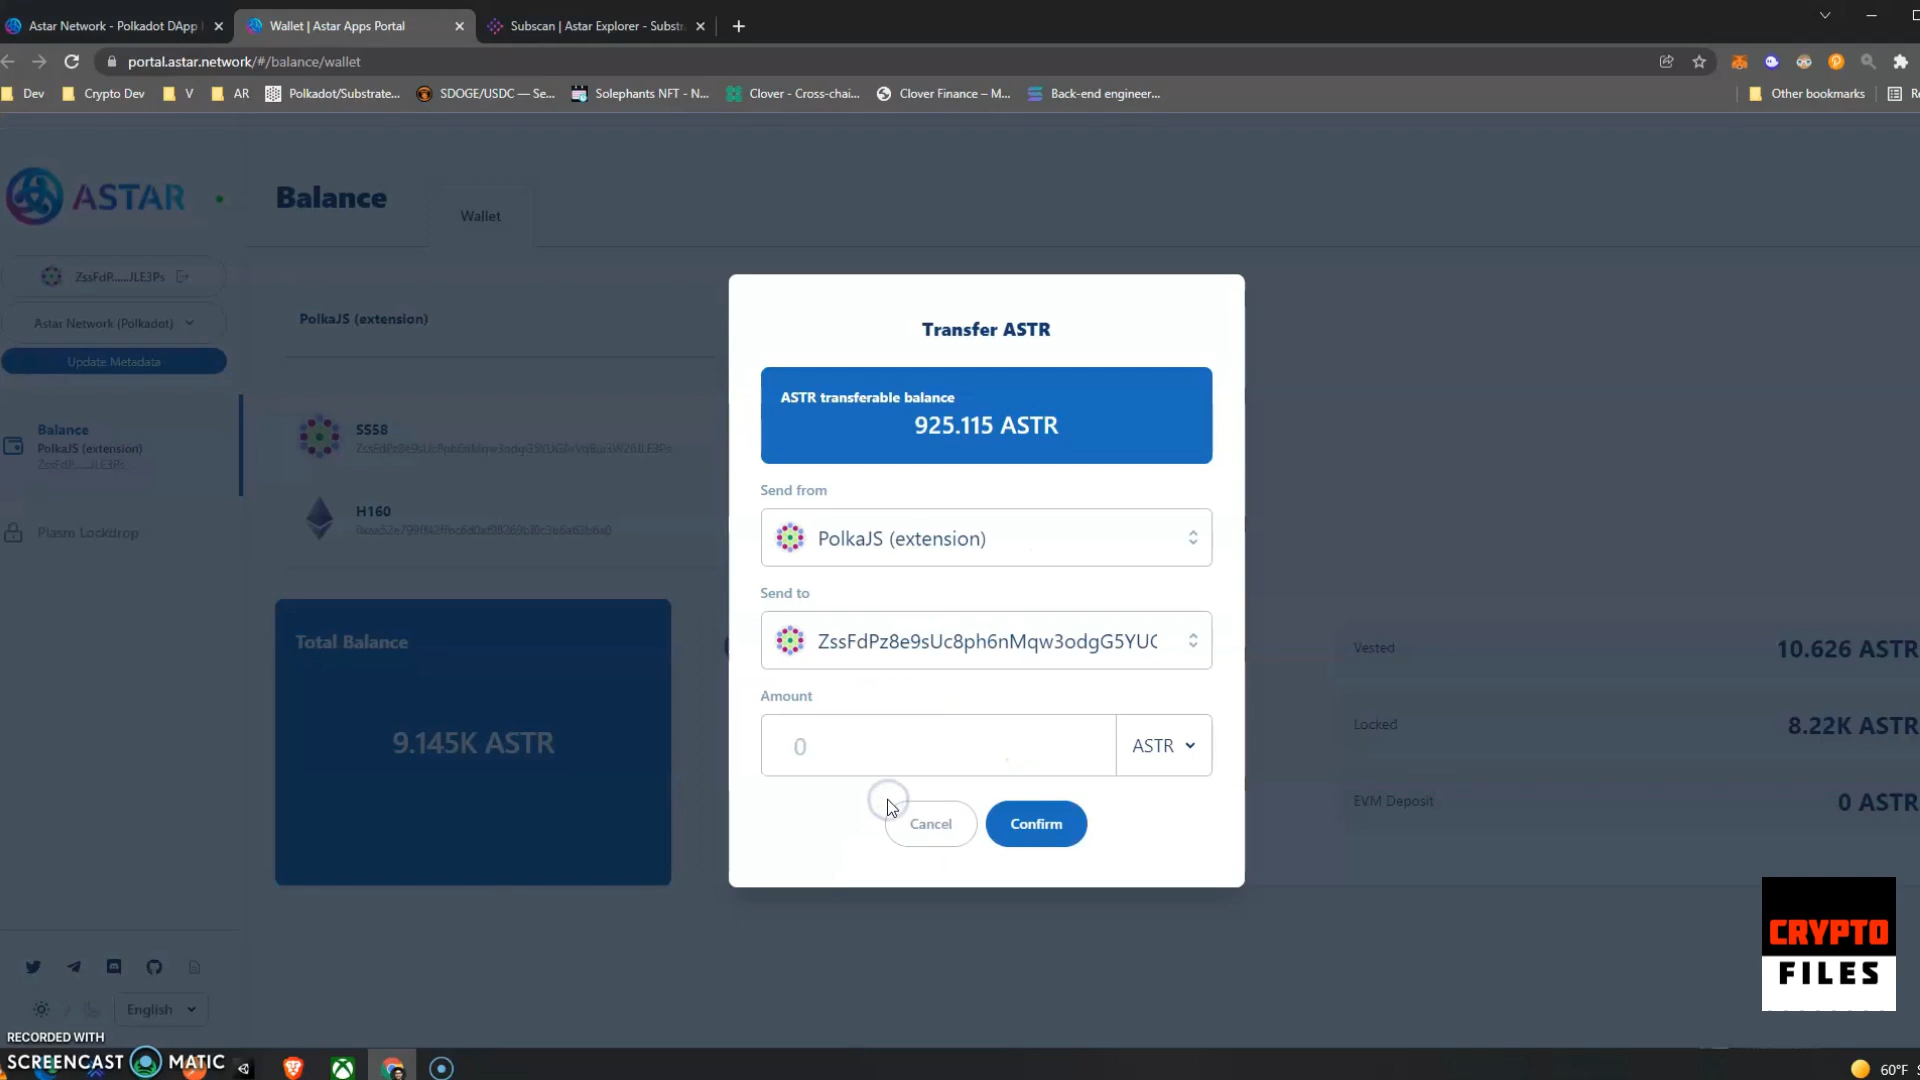 Astar Network - Polkadot DApp
Wallet | Astar Apps Portal
Subscan | Astar Explorer - Substr
portal.astar.network/#/balance/wallet
Dev
Crypto Dev
V
AR
Polkadot/Substrate...
SDOGE/USDC — Se...
Solephants NFT - N...
Clover - Cross-chai...
Clover Finance – M...
Back-end engineer...
Other bookmarks
ASTAR
Balance
Wallet
ZssFdP......JLE3Ps
Astar Network (Polkadot)
Update Metadata
Balance
PolkaJS (extension)
ZssFdP......JLE3Ps
Plasm Lockdrop
PolkaJS (extension)
SS58
H160
Total Balance
9.145K ASTR
Transfer ASTR
ASTR transferable balance
925.115 ASTR
Send from
PolkaJS (extension)
Send to
ZssFdPz8e9sUc8ph6nMqw3odgG5YUG
Amount
0
ASTR
Cancel
Confirm
Vested
10.626 ASTR
Locked
8.22K ASTR
EVM Deposit
0 ASTR
CRYPTO
FILES
English
RECORDED WITH
SCREENCAST MATIC
60°F